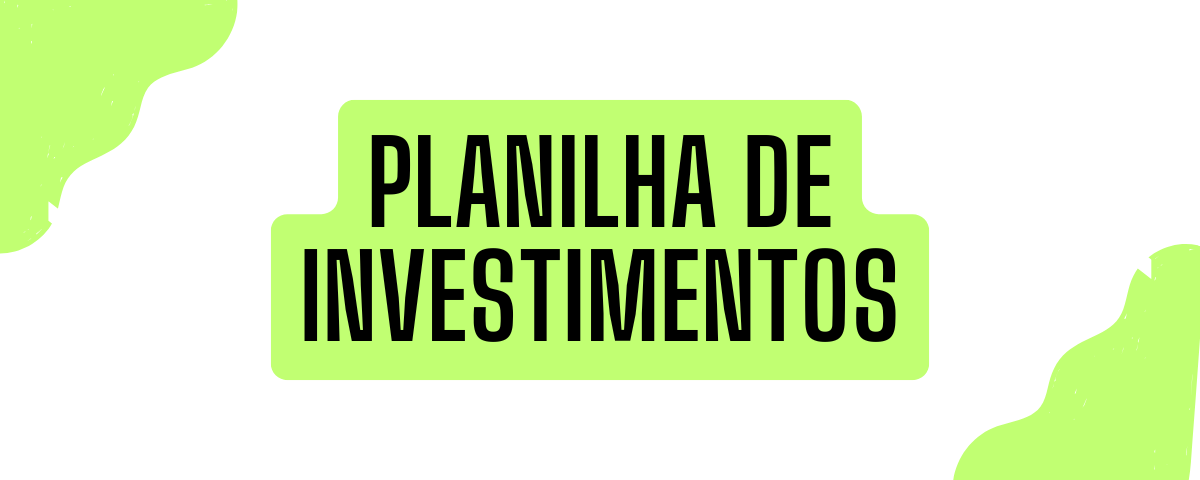 PLANILHA DE
INVESTIMENTOS